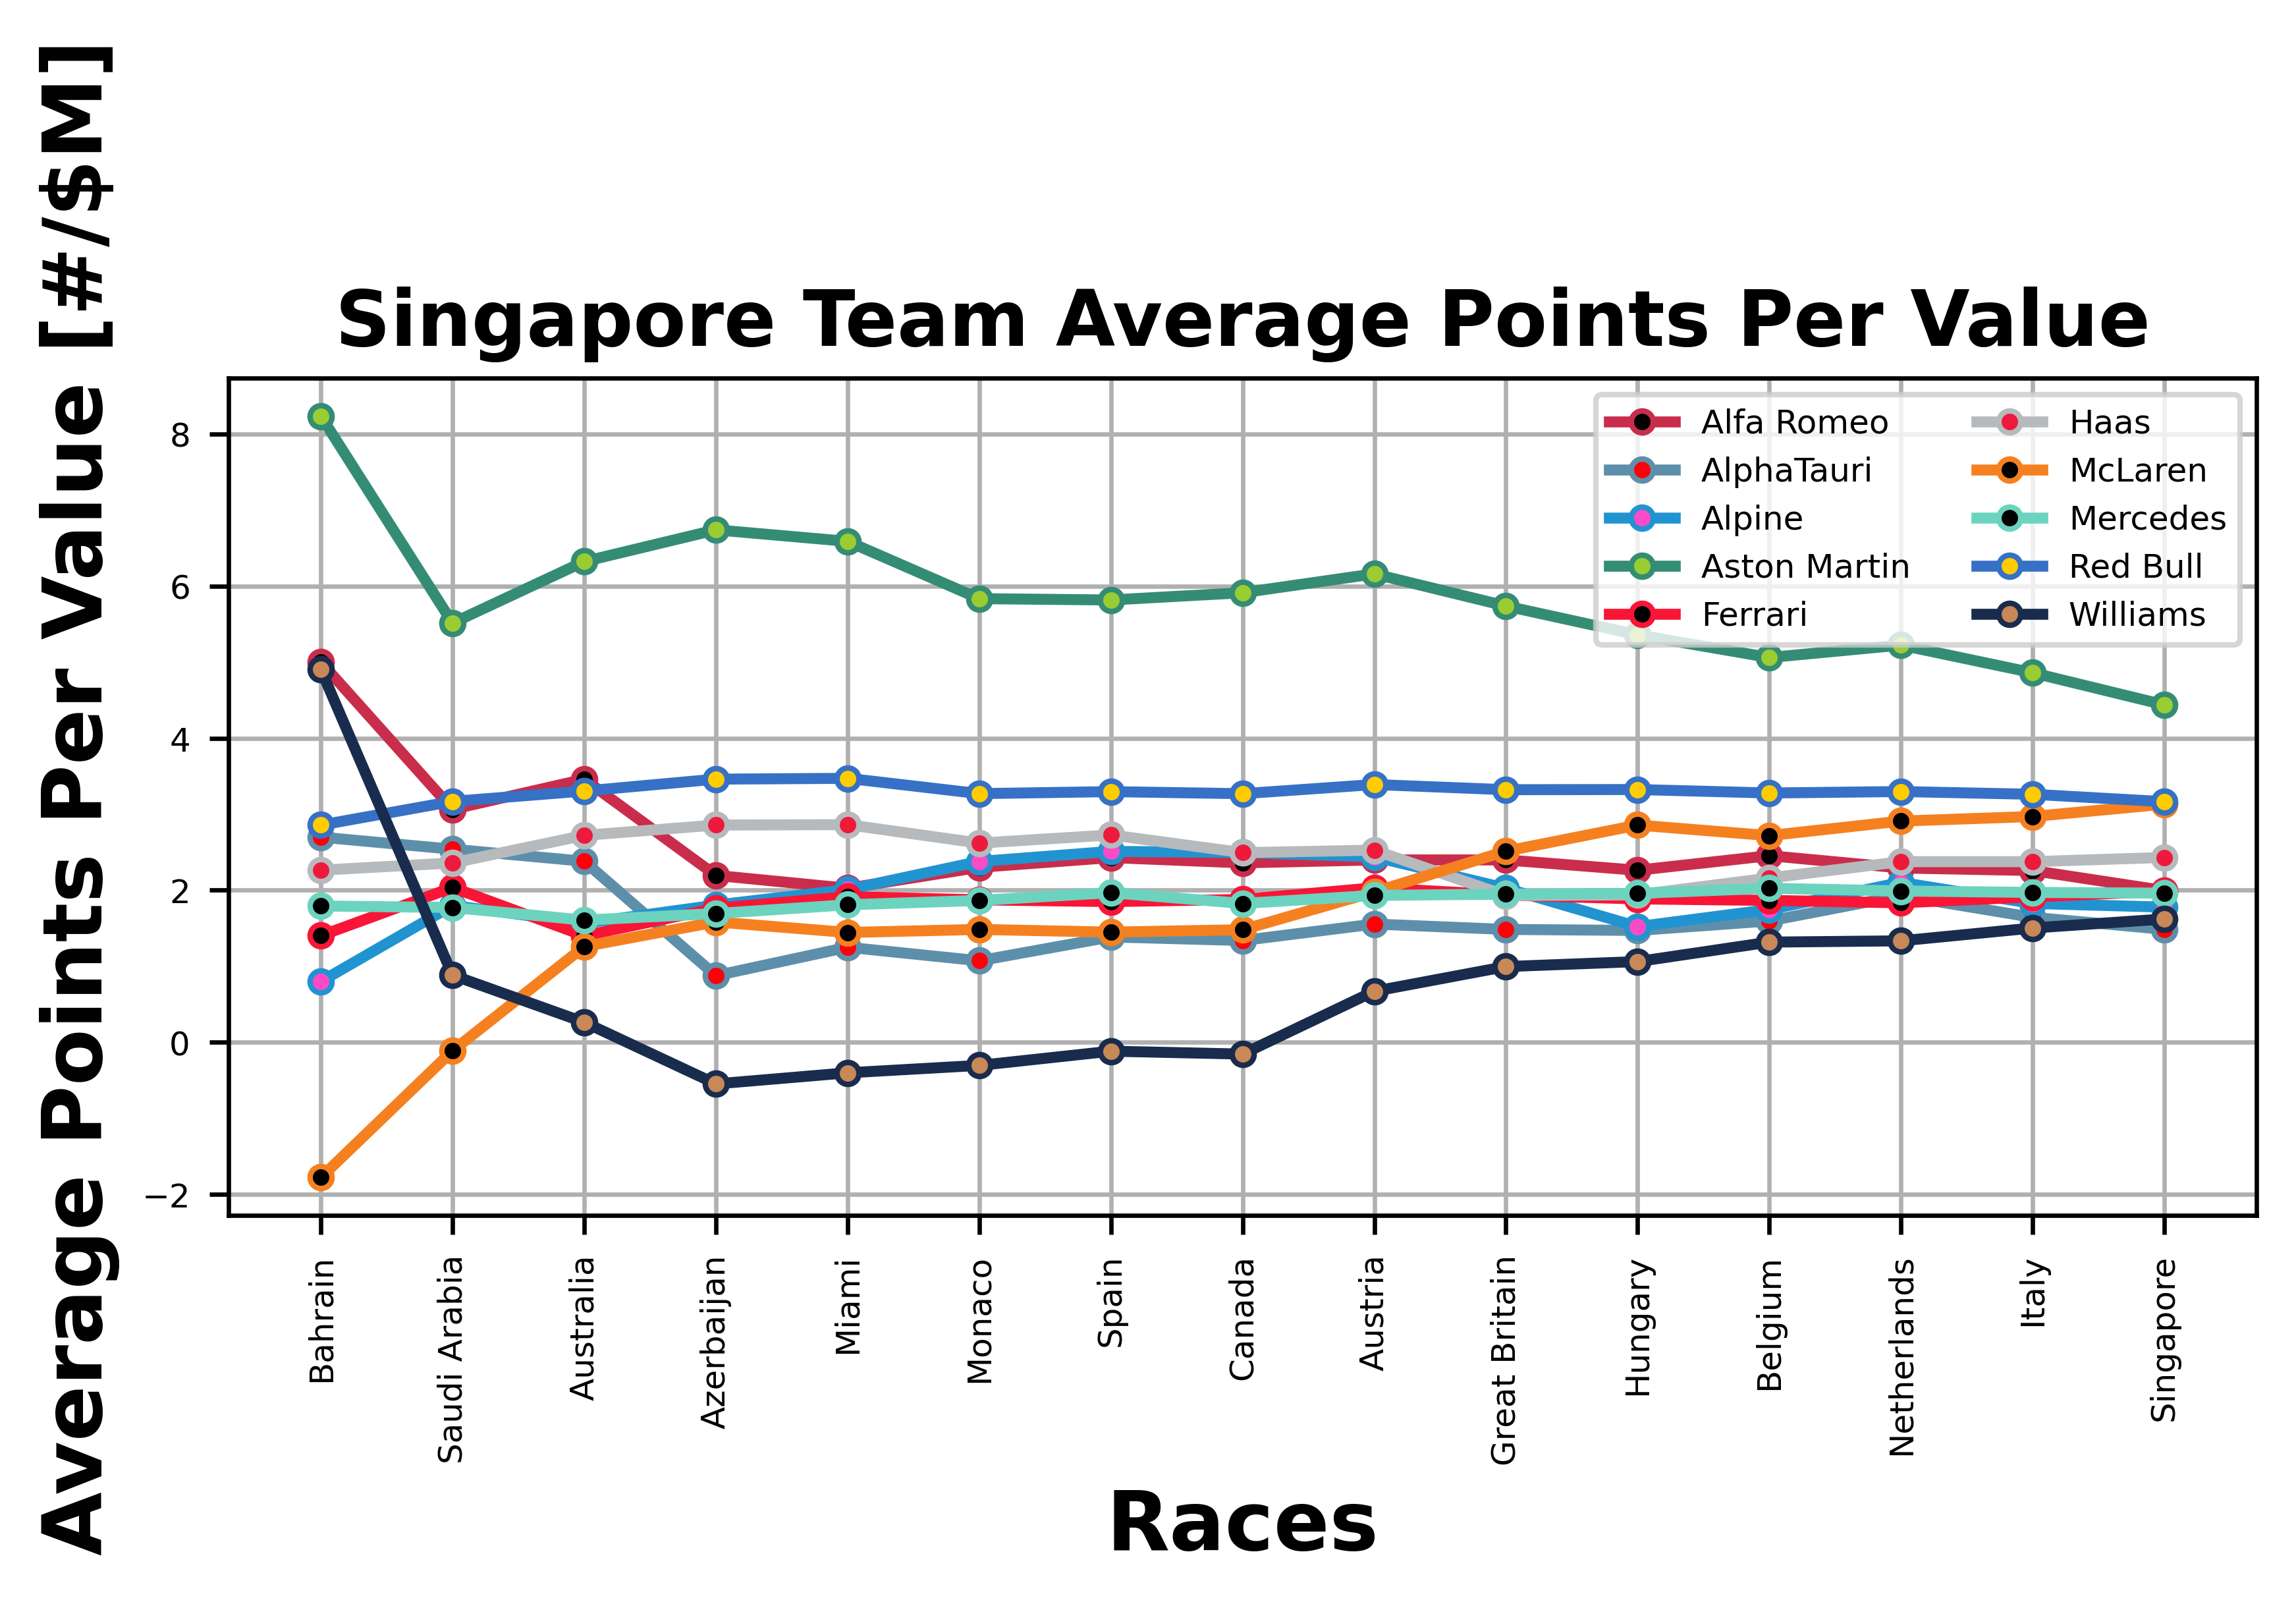 Singapore Team Average Points Per Value
Average Points Per Value [#/$M]
8
6
4
2
0
−2
Alfa Romeo
AlphaTauri
Alpine
Aston Martin
Ferrari
Haas
McLaren
Mercedes
Red Bull
Williams
Bahrain
Saudi Arabia
Australia
Azerbaijan
Miami
Monaco
Spain
Canada
Austria
Great Britain
Hungary
Belgium
Netherlands
Italy
Singapore
Races